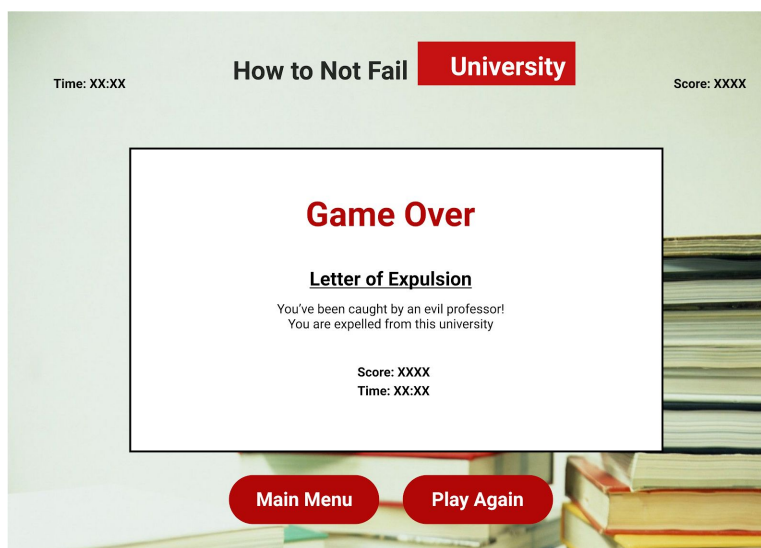 How to Not Fail University
Time: XX:XX
Score: XXXX
Game Over
Letter of Expulsion
You've been caught by an evil professor!
You are expelled from this university
Score: XXXX
Time: XX:XX
Main Menu
Play Again